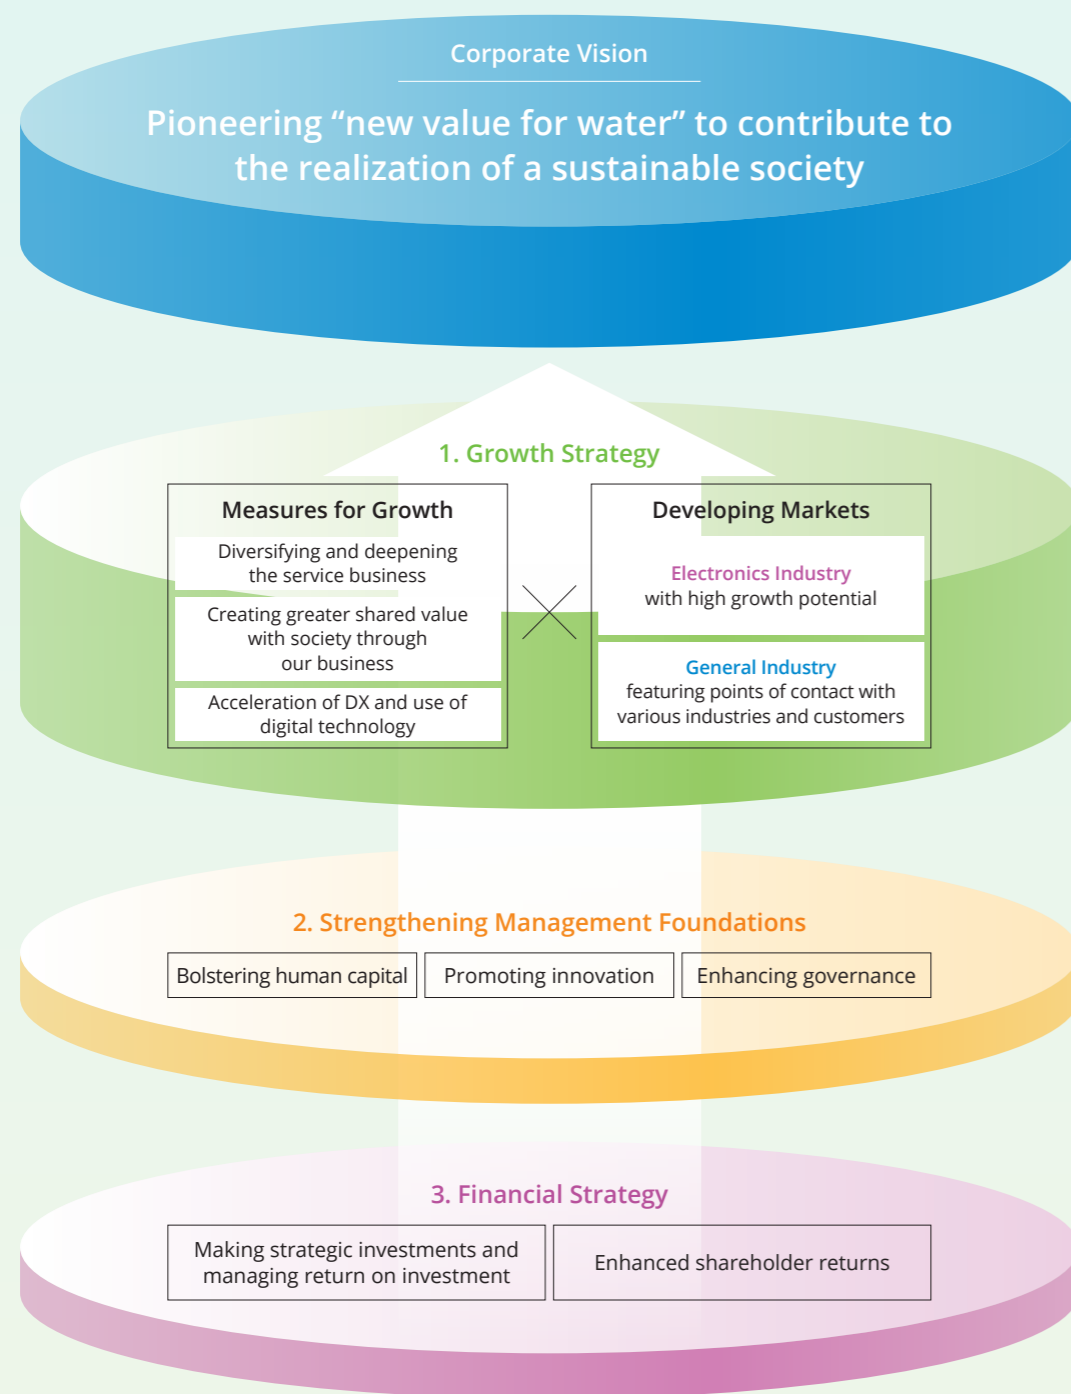 Corporate Vision
Pioneering “new value for water” to contribute to
the realization of a sustainable society
1. Growth Strategy
Measures for Growth
Diversifying and deepening
the service business
Creating greater shared value
with society through
our business
Acceleration of DX and use of
digital technology
Developing Markets
Electronics Industry
with high growth potential
General Industry
featuring points of contact with
various industries and customers
2. Strengthening Management Foundations
Bolstering human capital
Promoting innovation
Enhancing governance
3. Financial Strategy
Making strategic investments and
managing return on investment
Enhanced shareholder returns